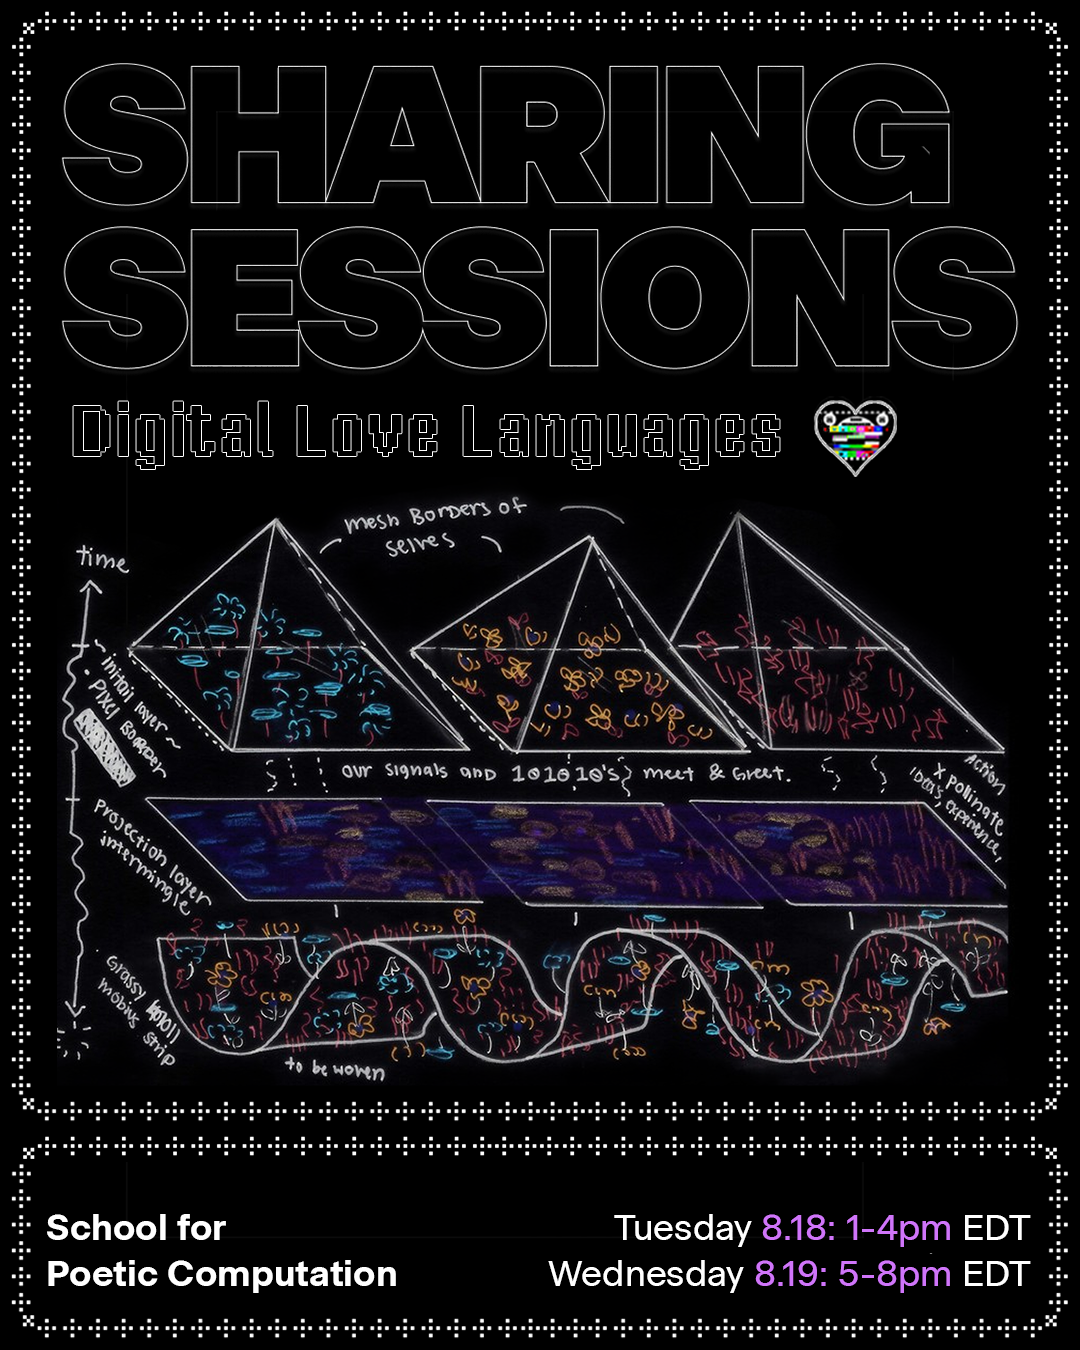 SHARING
SESSIONS
Digital Love Languages
mesh Borders of
selves
time
~ initial layer ~
. Pixel Border
our signals and 101010's} meet & Greet.
Action
X pollinate
ideas, experience,
Projection layer
intermingle
Grassy
mobius strip
to be woven
School for
Poetic Computation
Tuesday 8.18: 1-4pm EDT
Wednesday 8.19: 5-8pm EDT